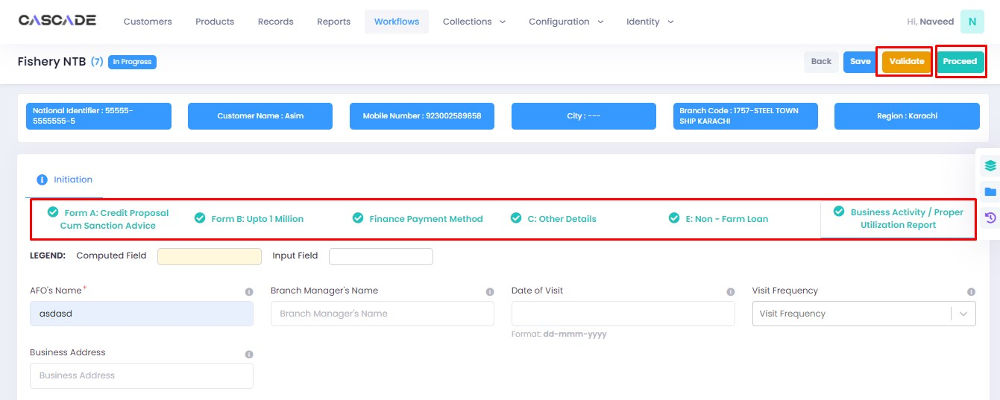 CASCADE
Customers
Products
Records
Reports
Workflows
Collections
Configuration
Identity
Hi, Naveed
N
Fishery NTB (7)
In Progress
Back
Save
Validate
Proceed
National Identifier : 55555-
5555555-5
Customer Name : Asim
Mobile Number : 923002589658
City : ---
Branch Code : 1757-STEEL TOWN
SHIP KARACHI
Region : Karachi
Initiation
Form A: Credit Proposal
Cum Sanction Advice
Form B: Upto 1 Million
Finance Payment Method
C: Other Details
E: Non - Farm Loan
Business Activity / Proper
Utilization Report
LEGEND:
Computed Field
Input Field
AFO's Name*
Branch Manager's Name
Date of Visit
Visit Frequency
asdasd
Branch Manager's Name
Visit Frequency
Format: dd-mmm-yyyy
Business Address
Business Address